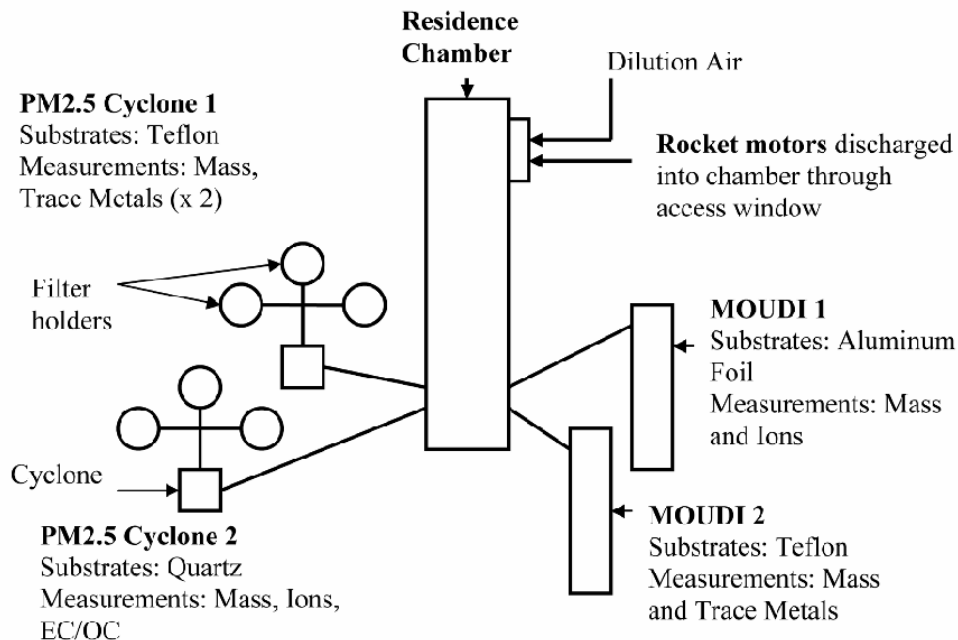 Residence
Chamber
Dilution Air
PM2.5 Cyclone 1
Substrates: Teflon
Measurements: Mass,
Trace Metals (x 2)
Rocket motors discharged
into chamber through
access window
Filter
holders
MOUDI 1
Substrates: Aluminum
Foil
Measurements: Mass
and Ions
Cyclone
PM2.5 Cyclone 2
Substrates: Quartz
Measurements: Mass, Ions,
EC/OC
MOUDI 2
Substrates: Teflon
Measurements: Mass
and Trace Metals